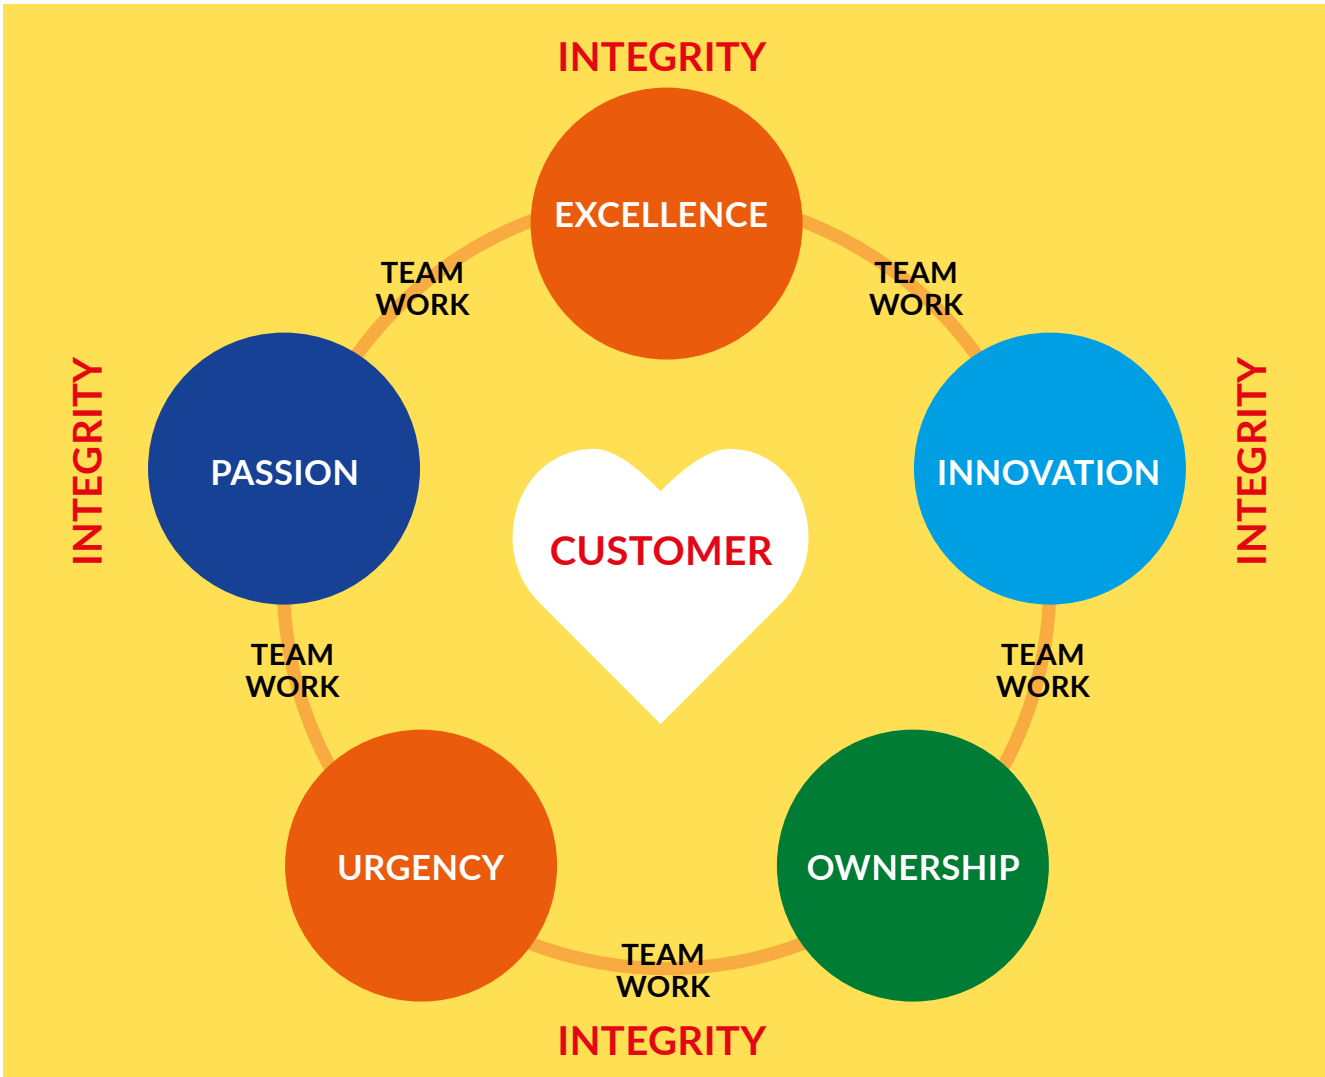 INTEGRITY
EXCELLENCE
TEAM
WORK
TEAM
WORK
INTEGRITY
PASSION
INNOVATION
INTEGRITY
CUSTOMER
TEAM
WORK
TEAM
WORK
URGENCY
OWNERSHIP
TEAM
WORK
INTEGRITY